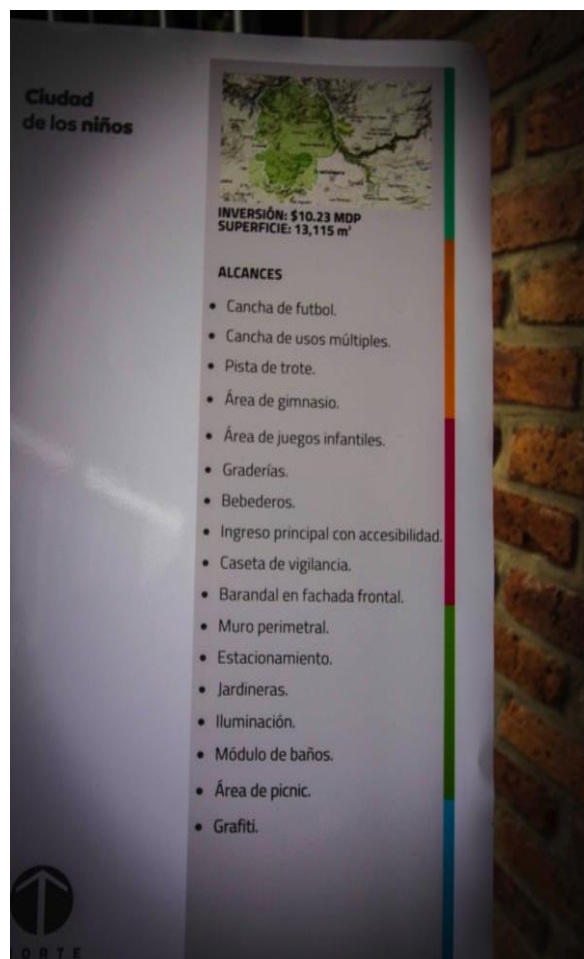 Ciudad
de los niños
INVERSIÓN: $10.23 MDP
SUPERFICIE: 13,115 m²
ALCANCES
• Cancha de futbol.
• Cancha de usos múltiples.
• Pista de trote.
• Área de gimnasio.
• Área de juegos infantiles.
• Graderías.
• Bebederos.
• Ingreso principal con accesibilidad.
• Caseta de vigilancia.
• Barandal en fachada frontal.
• Muro perimetral.
• Estacionamiento.
• Jardineras.
• Iluminación.
• Módulo de baños.
• Área de picnic.
• Grafiti.